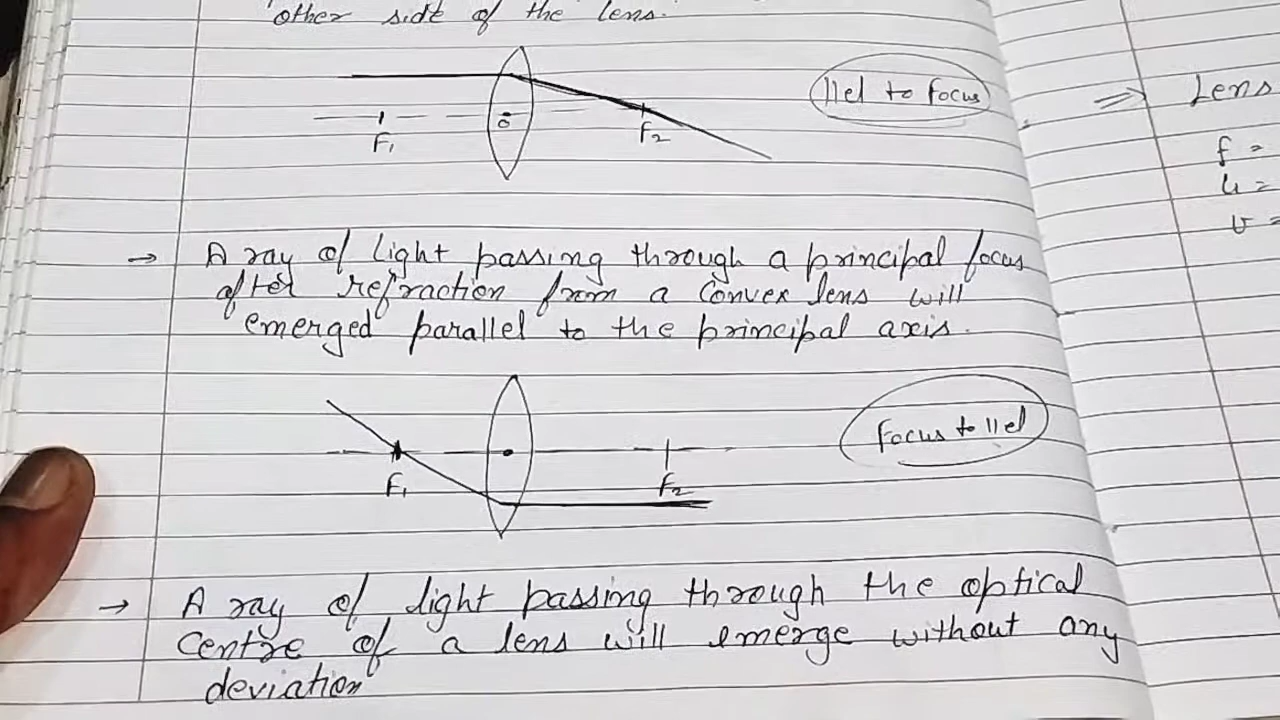 other side of the lens.
F₁
o
F₂
llel to focus
→ A ray of light passing through a principal focus
after refraction from a convex lens will
emerged parallel to the principal axis.
F₁
F₂
Focus to llel
→ A ray of light passing through the optical
Centre of a lens will emerge without any
deviation
⇒ Lens
f =
u =
v =